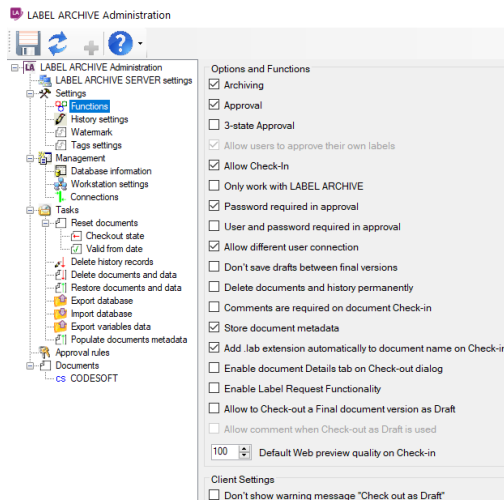 LABEL ARCHIVE Administration
LA LABEL ARCHIVE Administration
LABEL ARCHIVE SERVER settings
Settings
Functions
History settings
Watermark
Tags settings
Management
Database information
Workstation settings
Connections
Tasks
Reset documents
Checkout state
Valid from date
Delete history records
Delete documents and data
Restore documents and data
Export database
Import database
Export variables data
Populate documents metadata
Approval rules
Documents
CS CODESOFT
Options and Functions
Archiving
Approval
3-state Approval
Allow users to approve their own labels
Allow Check-In
Only work with LABEL ARCHIVE
Password required in approval
User and password required in approval
Allow different user connection
Don't save drafts between final versions
Delete documents and history permanently
Comments are required on document Check-in
Store document metadata
Add .lab extension automatically to document name on Check-in
Enable document Details tab on Check-out dialog
Enable Label Request Functionality
Allow to Check-out a Final document version as Draft
Allow comment when Check-out as Draft is used
100 Default Web preview quality on Check-in
Client Settings
Don't show warning message "Check out as Draft"